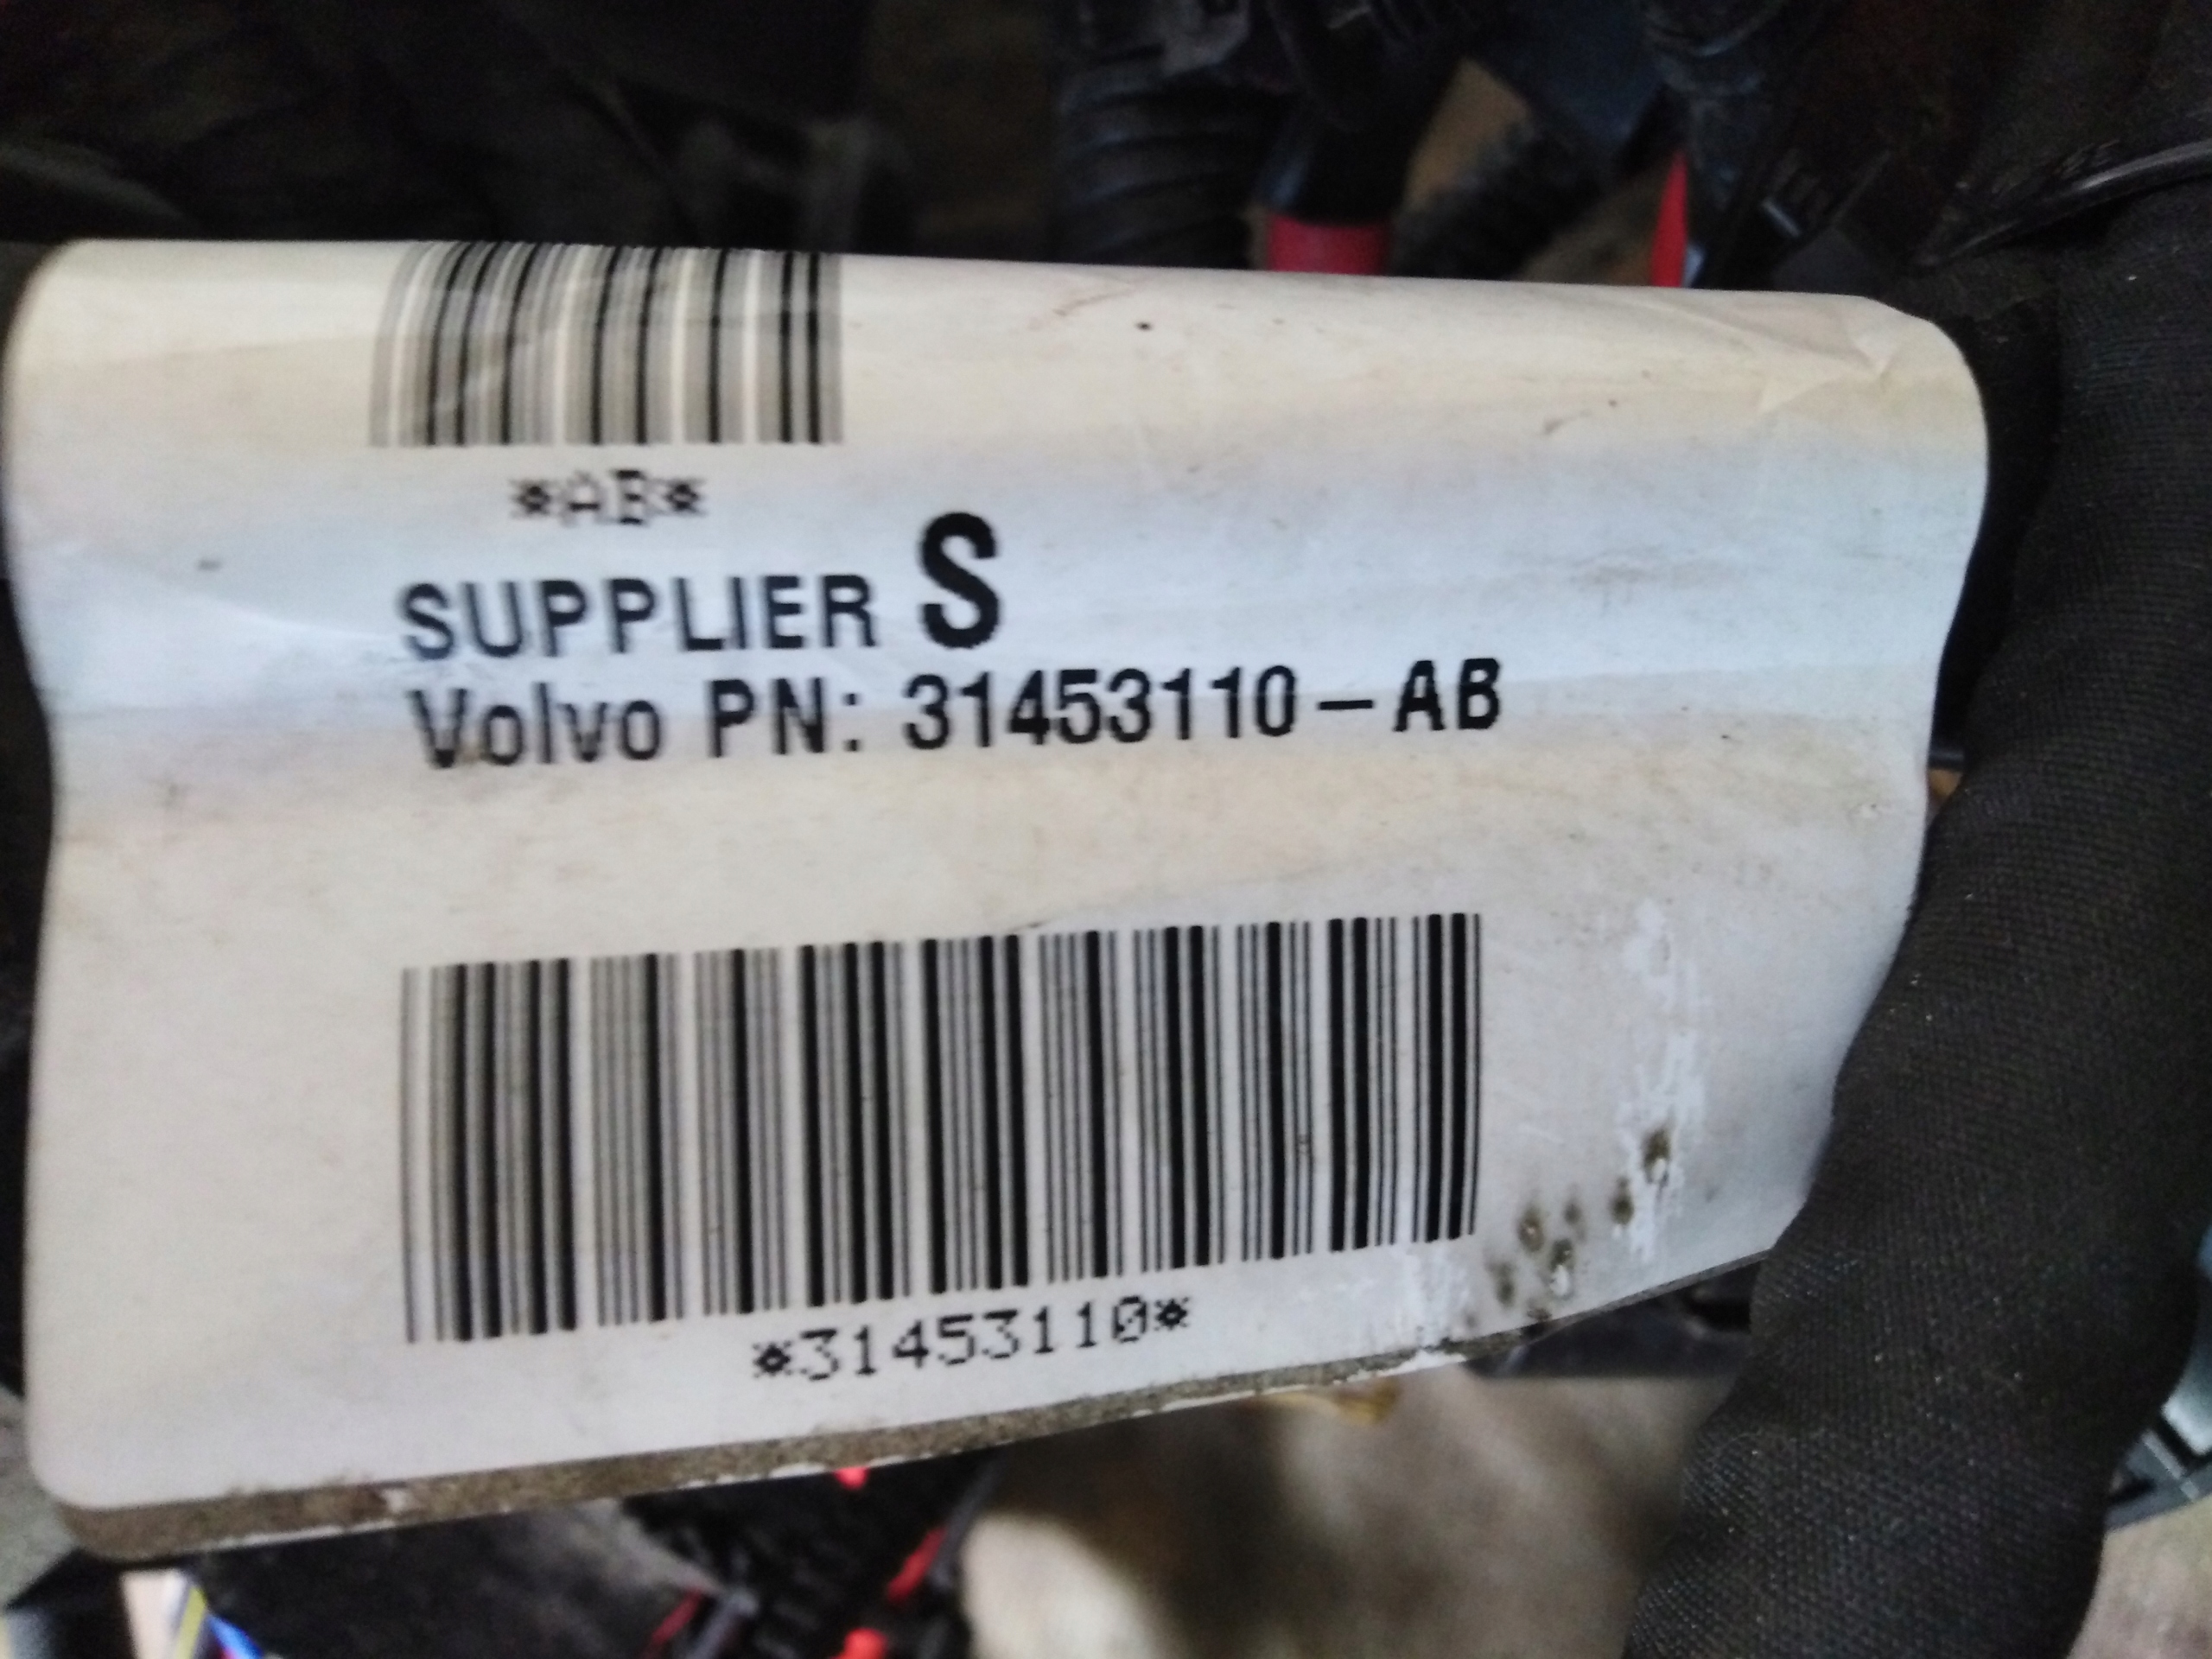 *AB*
SUPPLIER S
Volvo PN: 31453110-AB
*31453110*